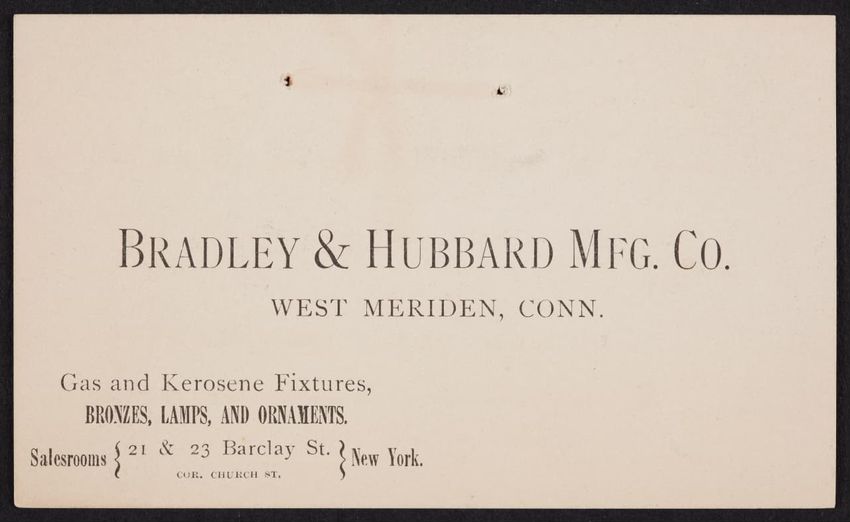 BRADLEY & HUBBARD MFG. CO.
WEST MERIDEN, CONN.
Gas and Kerosene Fixtures,
BRONZES, LAMPS, AND ORNAMENTS.
Salesrooms { 21 & 23 Barclay St. } New York.
COR. CHURCH ST.